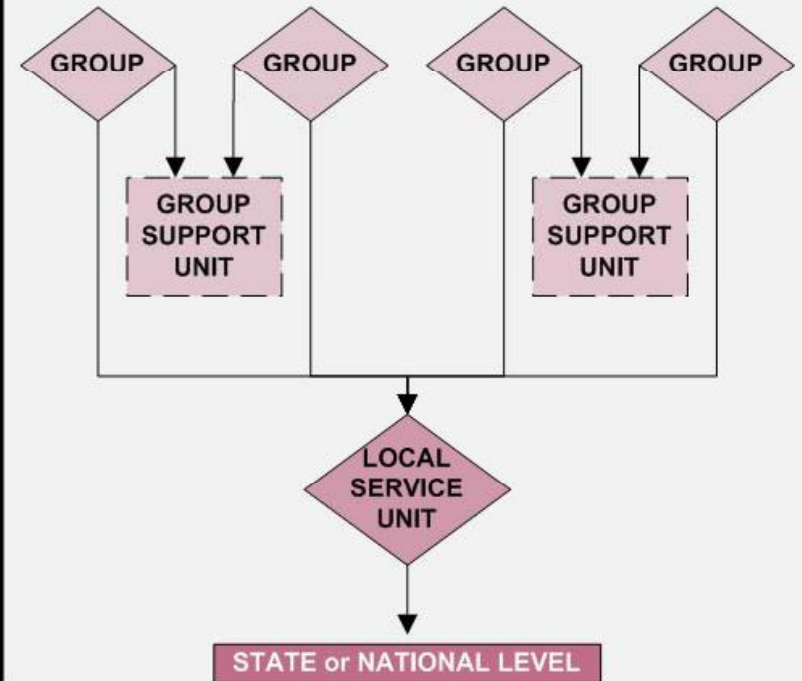 GROUP
GROUP
GROUP
GROUP
GROUP
SUPPORT
UNIT
GROUP
SUPPORT
UNIT
LOCAL
SERVICE
UNIT
STATE or NATIONAL LEVEL